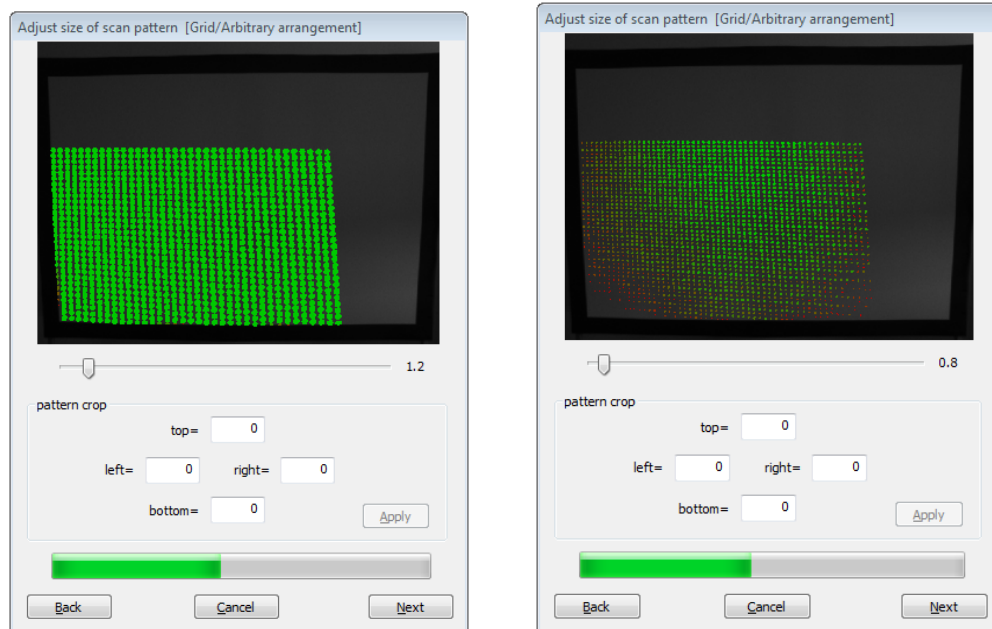 Adjust size of scan pattern [Grid/Arbitrary arrangement]
1.2
pattern crop
top= 0
left= 0 right= 0
bottom= 0
Apply
Back Cancel Next
Adjust size of scan pattern [Grid/Arbitrary arrangement]
0.8
pattern crop
top= 0
left= 0 right= 0
bottom= 0
Apply
Back Cancel Next